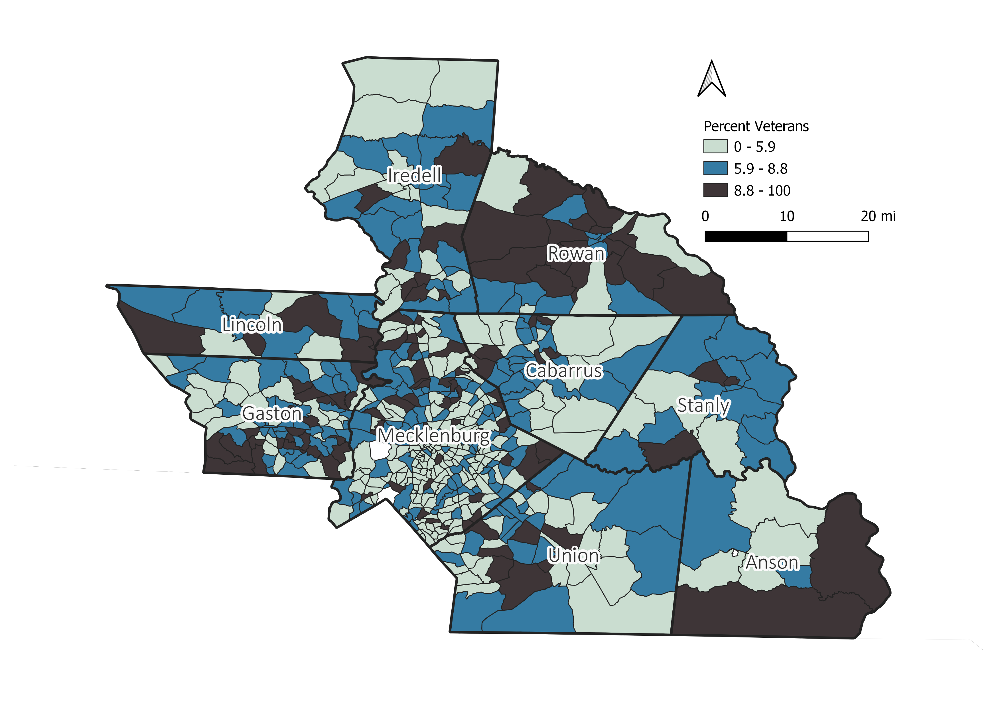 Percent Veterans
0 - 5.9
5.9 - 8.8
8.8 - 100
0 10 20 mi
Iredell
Rowan
Lincoln
Cabarrus
Stanly
Gaston
Mecklenburg
Union
Anson